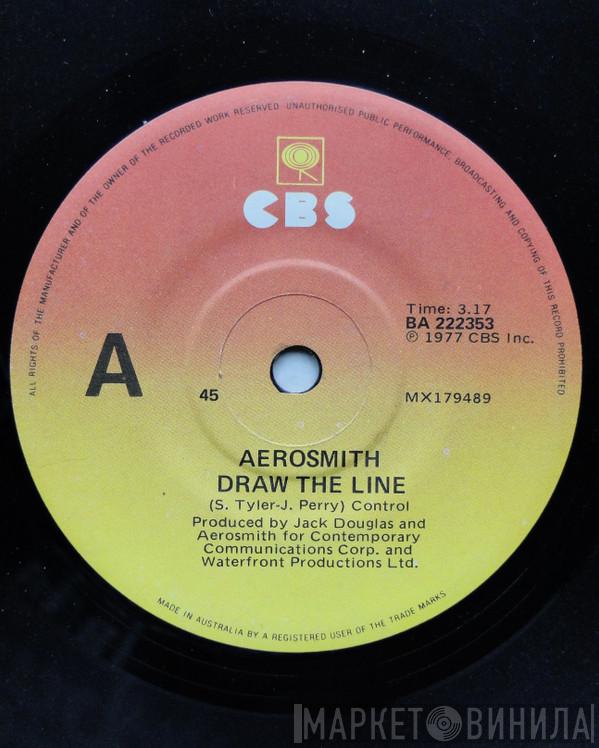 ALL RIGHTS OF THE MANUFACTURER AND OF THE OWNER OF THE RECORDED WORK RESERVED UNAUTHORISED PUBLIC PERFORMANCE, BROADCASTING AND COPYING OF THIS RECORD PROHIBITED
CBS
Time: 3.17
BA 222353
℗ 1977 CBS Inc.
A
45
MX179489
AEROSMITH
DRAW THE LINE
(S. Tyler-J. Perry) Control
Produced by Jack Douglas and
Aerosmith for Contemporary
Communications Corp. and
Waterfront Productions Ltd.
MADE IN AUSTRALIA BY A REGISTERED USER OF THE TRADE MARKS
МАРКЕТ ВИНИЛА